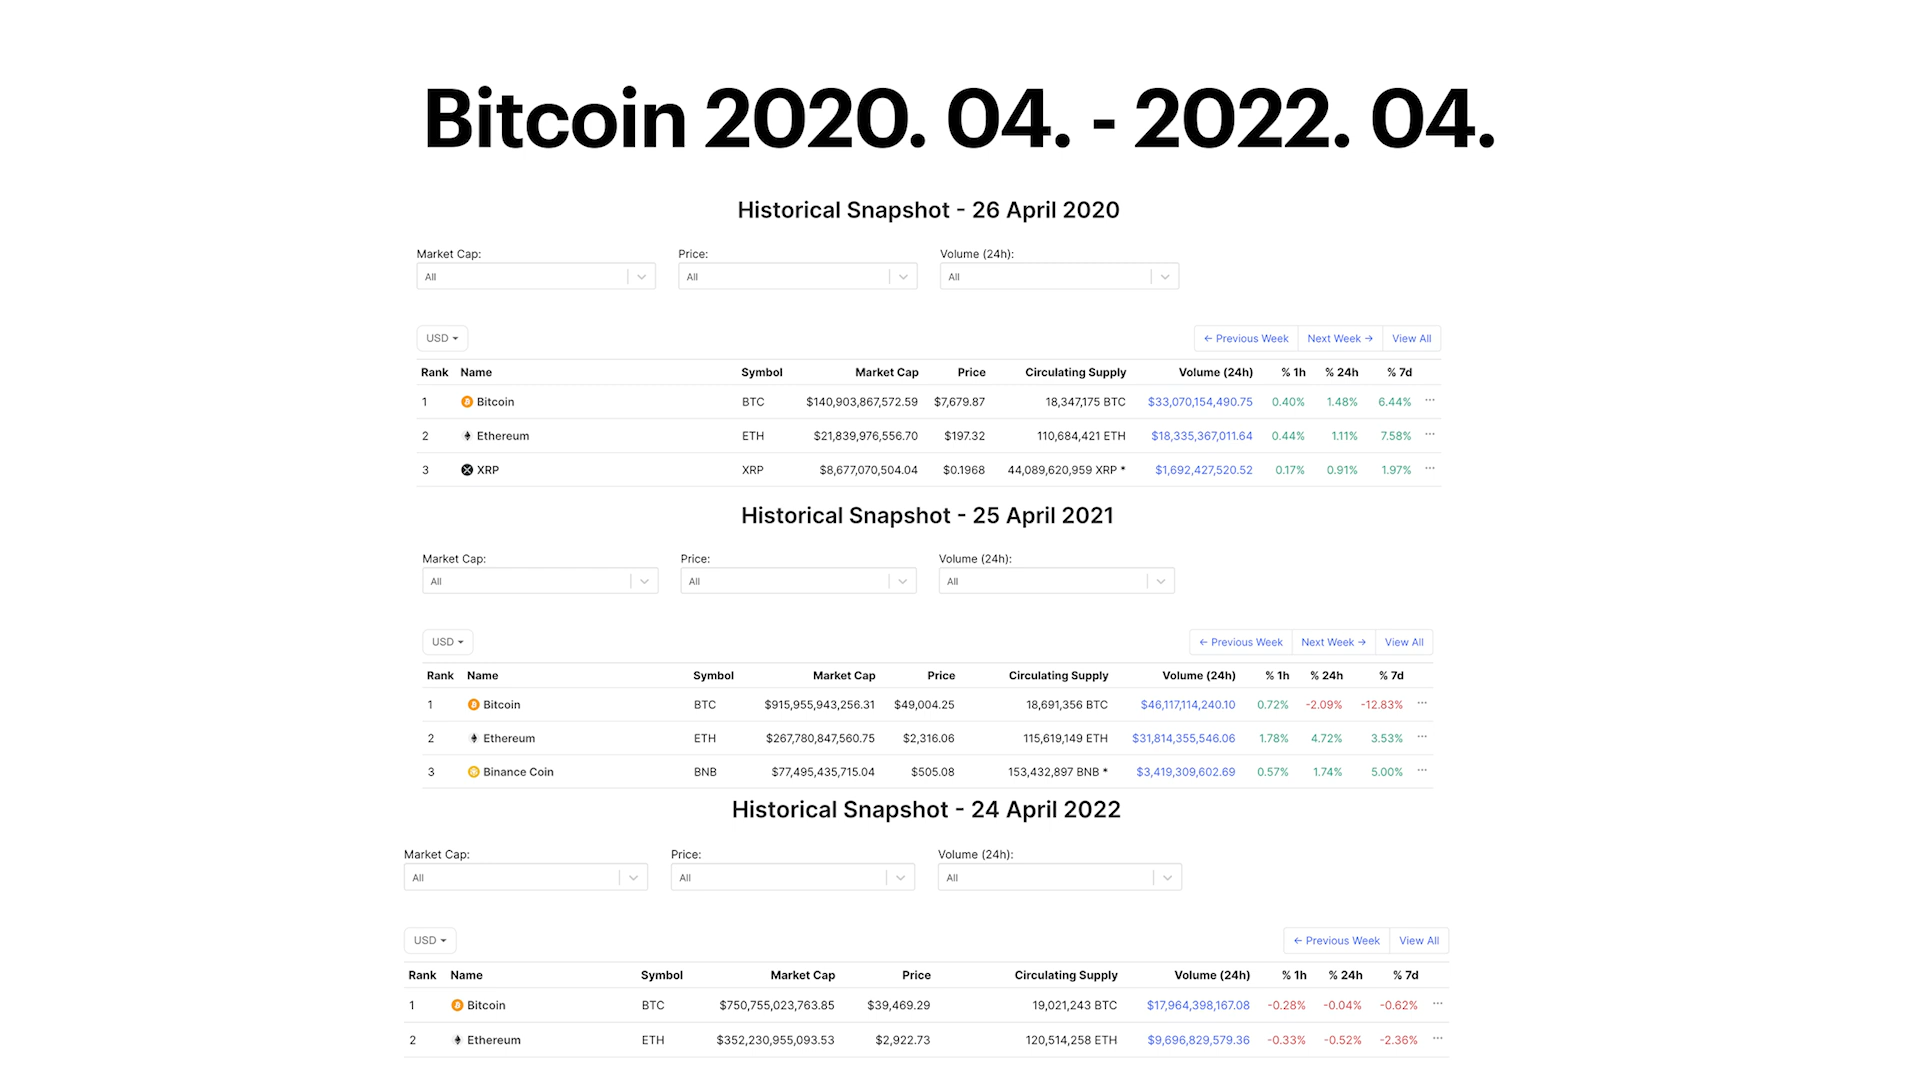 Bitcoin 2020. 04. - 2022. 04.
Historical Snapshot - 26 April 2020
Market Cap: Price: Volume (24h):
All All All
USD ← Previous Week Next Week → View All
Rank Name Symbol Market Cap Price Circulating Supply Volume (24h) % 1h % 24h % 7d
1 Bitcoin BTC $140,903,867,572.59 $7,679.87 18,347,175 BTC $33,070,154,490.75 0.40% 1.48% 6.44% ...
2 Ethereum ETH $21,839,976,556.70 $197.32 110,684,421 ETH $18,335,367,011.64 0.44% 1.11% 7.58% ...
3 XRP XRP $8,677,070,504.04 $0.1968 44,089,620,959 XRP * $1,692,427,520.52 0.17% 0.91% 1.97% ...
Historical Snapshot - 25 April 2021
Market Cap: Price: Volume (24h):
All All All
USD ← Previous Week Next Week → View All
Rank Name Symbol Market Cap Price Circulating Supply Volume (24h) % 1h % 24h % 7d
1 Bitcoin BTC $915,955,943,256.31 $49,004.25 18,691,356 BTC $46,117,114,240.10 0.72% -2.09% -12.83% ...
2 Ethereum ETH $267,780,847,560.75 $2,316.06 115,619,149 ETH $31,814,355,546.06 1.78% 4.72% 3.53% ...
3 Binance Coin BNB $77,495,435,715.04 $505.08 153,432,897 BNB * $3,419,309,602.69 0.57% 1.74% 5.00% ...
Historical Snapshot - 24 April 2022
Market Cap: Price: Volume (24h):
All All All
USD ← Previous Week View All
Rank Name Symbol Market Cap Price Circulating Supply Volume (24h) % 1h % 24h % 7d
1 Bitcoin BTC $750,755,023,763.85 $39,469.29 19,021,243 BTC $17,964,398,167.08 -0.28% -0.04% -0.62% ...
2 Ethereum ETH $352,230,955,093.53 $2,922.73 120,514,258 ETH $9,696,829,579.36 -0.33% -0.52% -2.36% ...